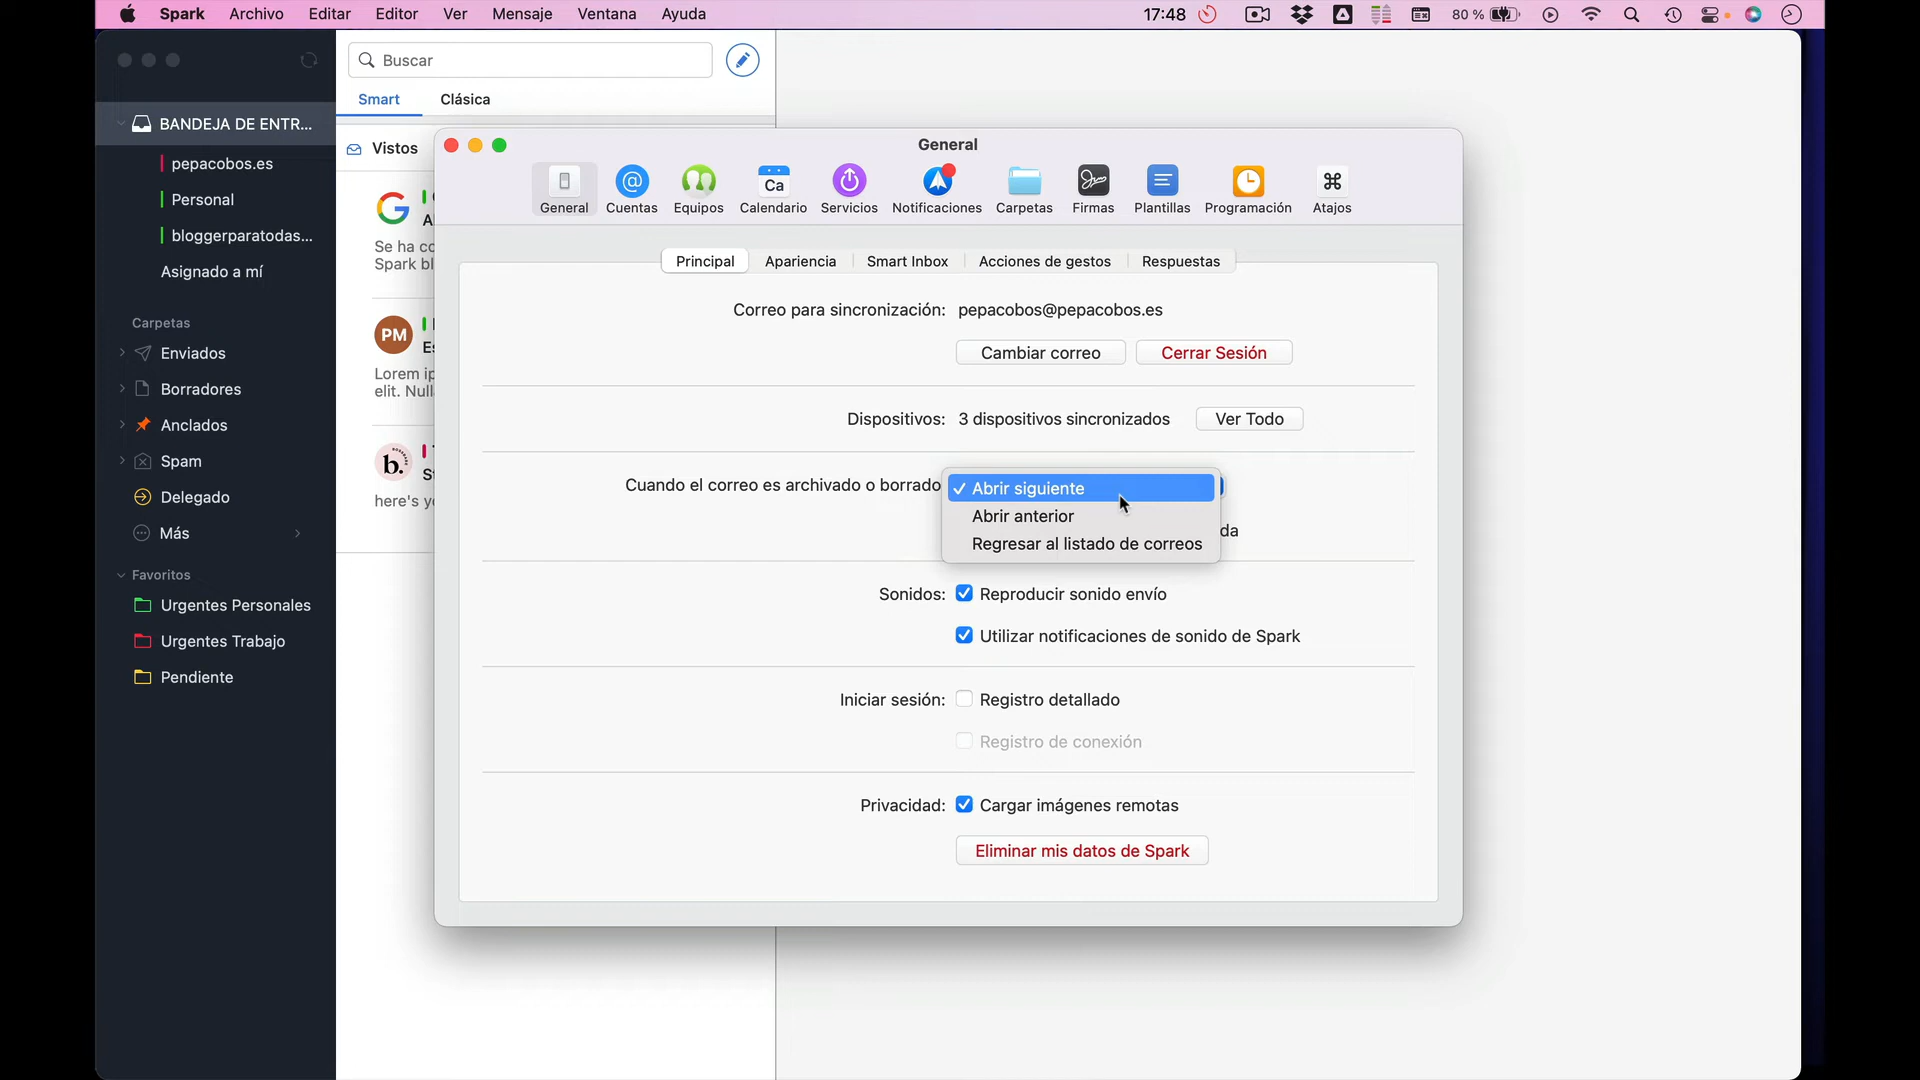 Spark Archivo Editar Editor Ver Mensaje Ventana Ayuda 17:48 80 %
Buscar
Smart Clásica
BANDEJA DE ENTR...
pepacobos.es
Personal
bloggerparatodas...
Asignado a mí
Carpetas
Enviados
Borradores
Anclados
Spam
Delegado
Más
Favoritos
Urgentes Personales
Urgentes Trabajo
Pendiente
Vistos
Se ha co
Spark bl
PM
Lorem ip
elit. Null
b.
here's yo
General
General Cuentas Equipos Calendario Servicios Notificaciones Carpetas Firmas Plantillas Programación Atajos
Principal Apariencia Smart Inbox Acciones de gestos Respuestas
Correo para sincronización: pepacobos@pepacobos.es
Cambiar correo Cerrar Sesión
Dispositivos: 3 dispositivos sincronizados Ver Todo
Cuando el correo es archivado o borrado
✓ Abrir siguiente
Abrir anterior
da
Regresar al listado de correos
Sonidos: Reproducir sonido envío
Utilizar notificaciones de sonido de Spark
Iniciar sesión: Registro detallado
Registro de conexión
Privacidad: Cargar imágenes remotas
Eliminar mis datos de Spark